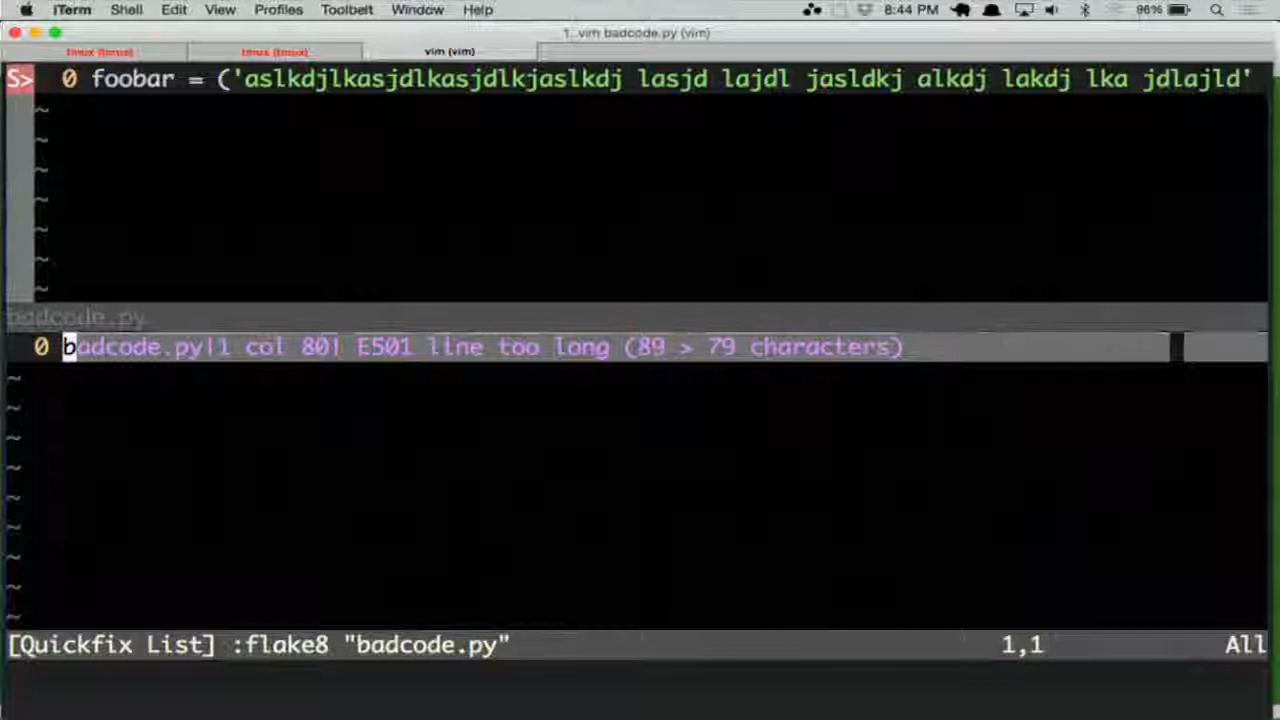 iTerm Shell Edit View Profiles Toolbelt Window Help 8:44 PM 96%
1. vim badcode.py (vim)
tmux (tmux) tmux (tmux) vim (vim)
S> 0 foobar = ('aslkdjlkasjdlkasjdlkjaslkdj lasjd lajdl jasldkj alkdj lakdj lka jdlajld'
~
~
~
~
~
~
~
badcode.py
0 badcode.py|1 col 80| E501 line too long (89 > 79 characters)
~
~
~
~
~
~
~
~
~
[Quickfix List] :flake8 "badcode.py" 1,1 All